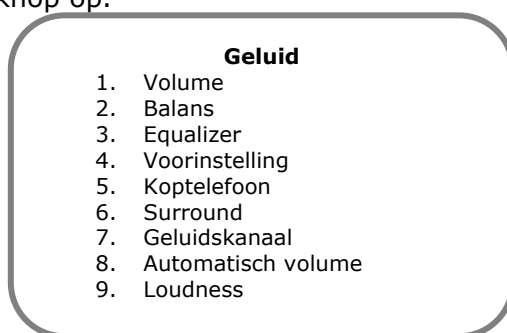 knop op.
Geluid
1. Volume
2. Balans
3. Equalizer
4. Voorinstelling
5. Koptelefoon
6. Surround
7. Geluidskanaal
8. Automatisch volume
9. Loudness